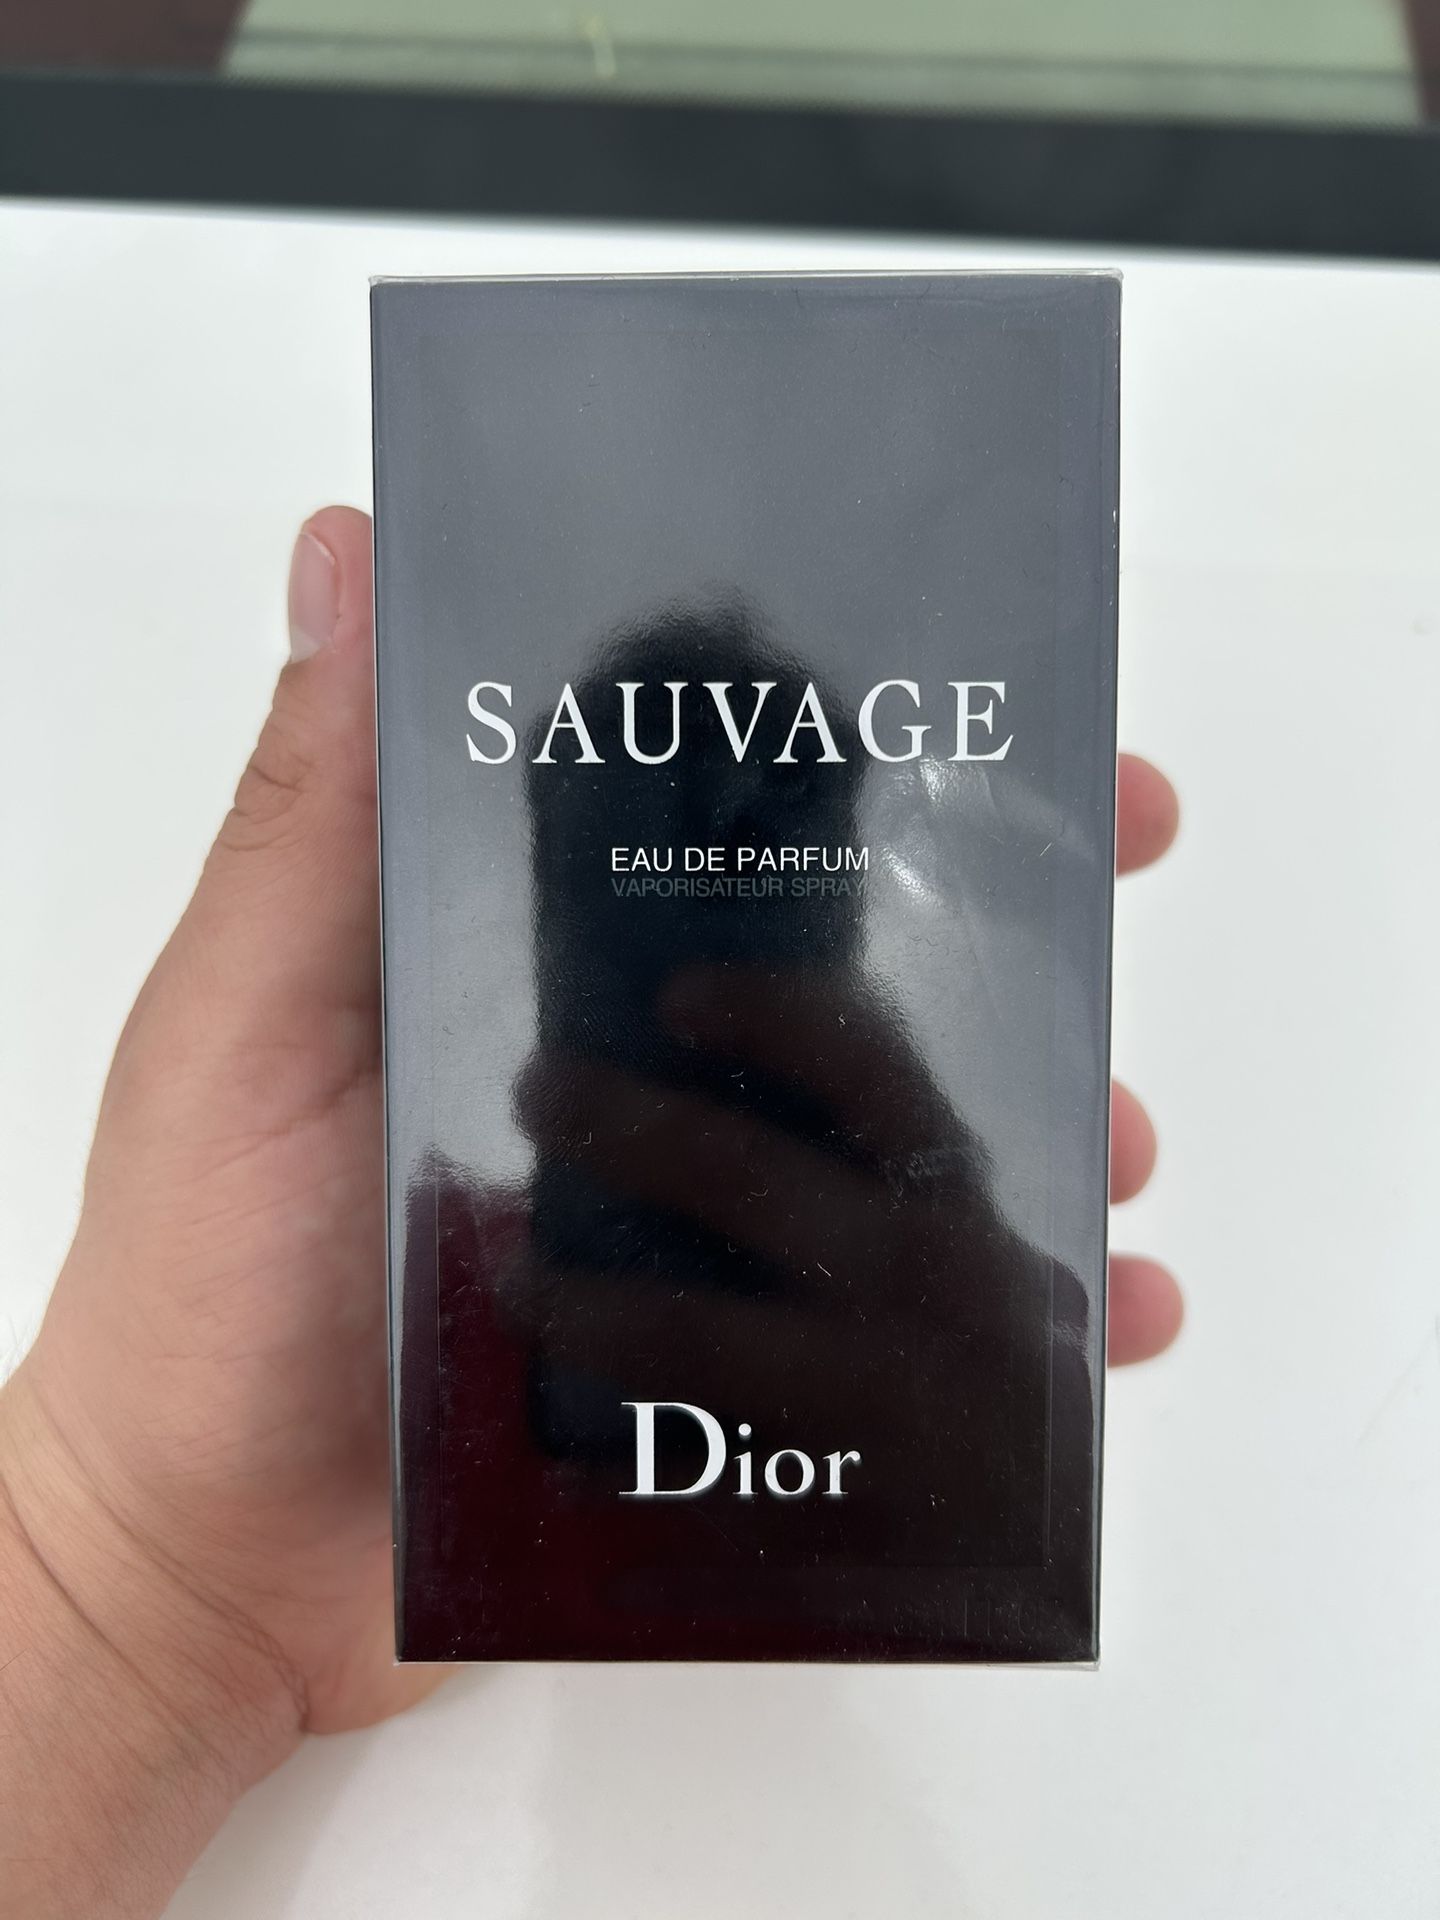 SAUVAGE
EAU DE PARFUM
VAPORISATEUR SPRAY
Dior